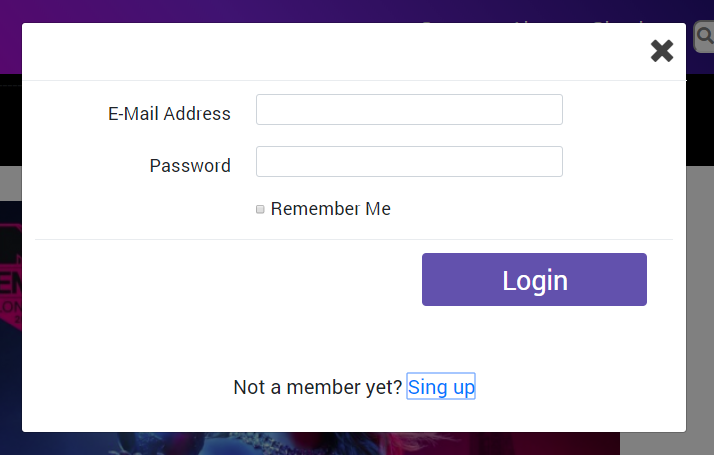 E-Mail Address
Password
Remember Me
Login
Not a member yet? Sing up